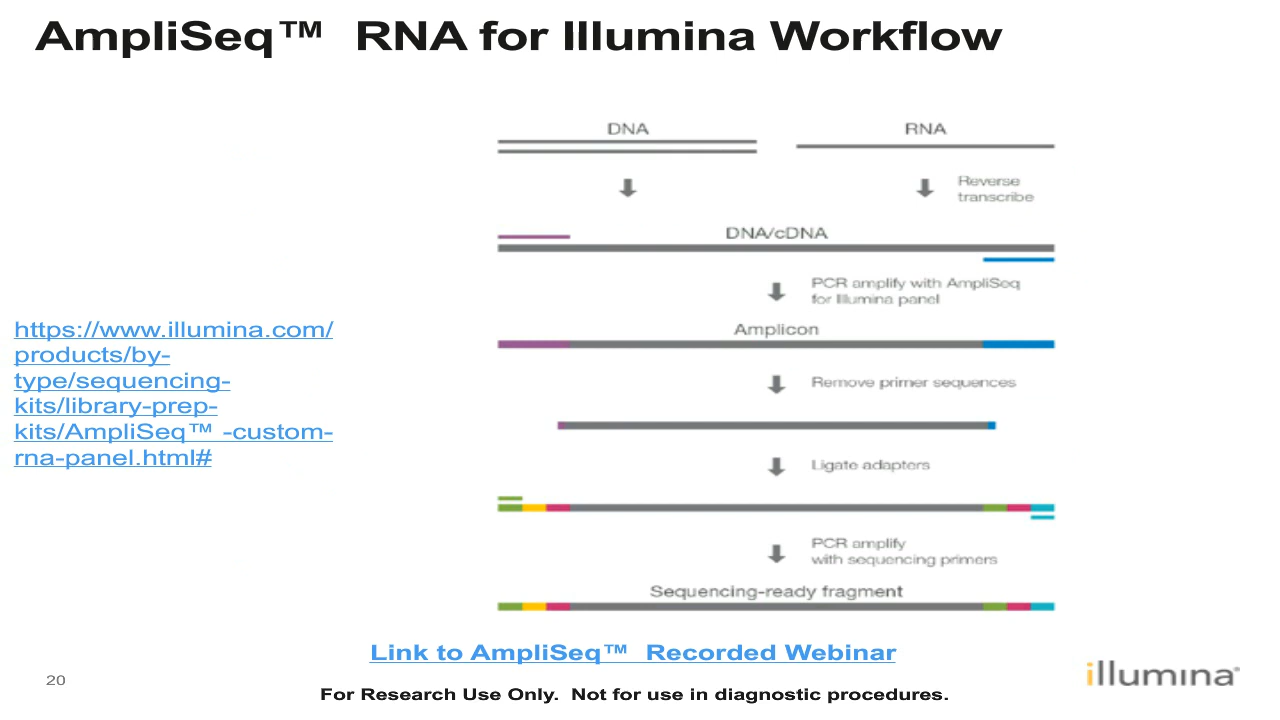 AmpliSeq™ RNA for Illumina Workflow
DNA
RNA
Reverse
transcribe
DNA/cDNA
PCR amplify with AmpliSeq
for Illumina panel
Amplicon
Remove primer sequences
Ligate adapters
PCR amplify
with sequencing primers
Sequencing-ready fragment
https://www.illumina.com/
products/by-
type/sequencing-
kits/library-prep-
kits/AmpliSeq™ -custom-
rna-panel.html#
Link to AmpliSeq™ Recorded Webinar
20
For Research Use Only. Not for use in diagnostic procedures.
illumina®